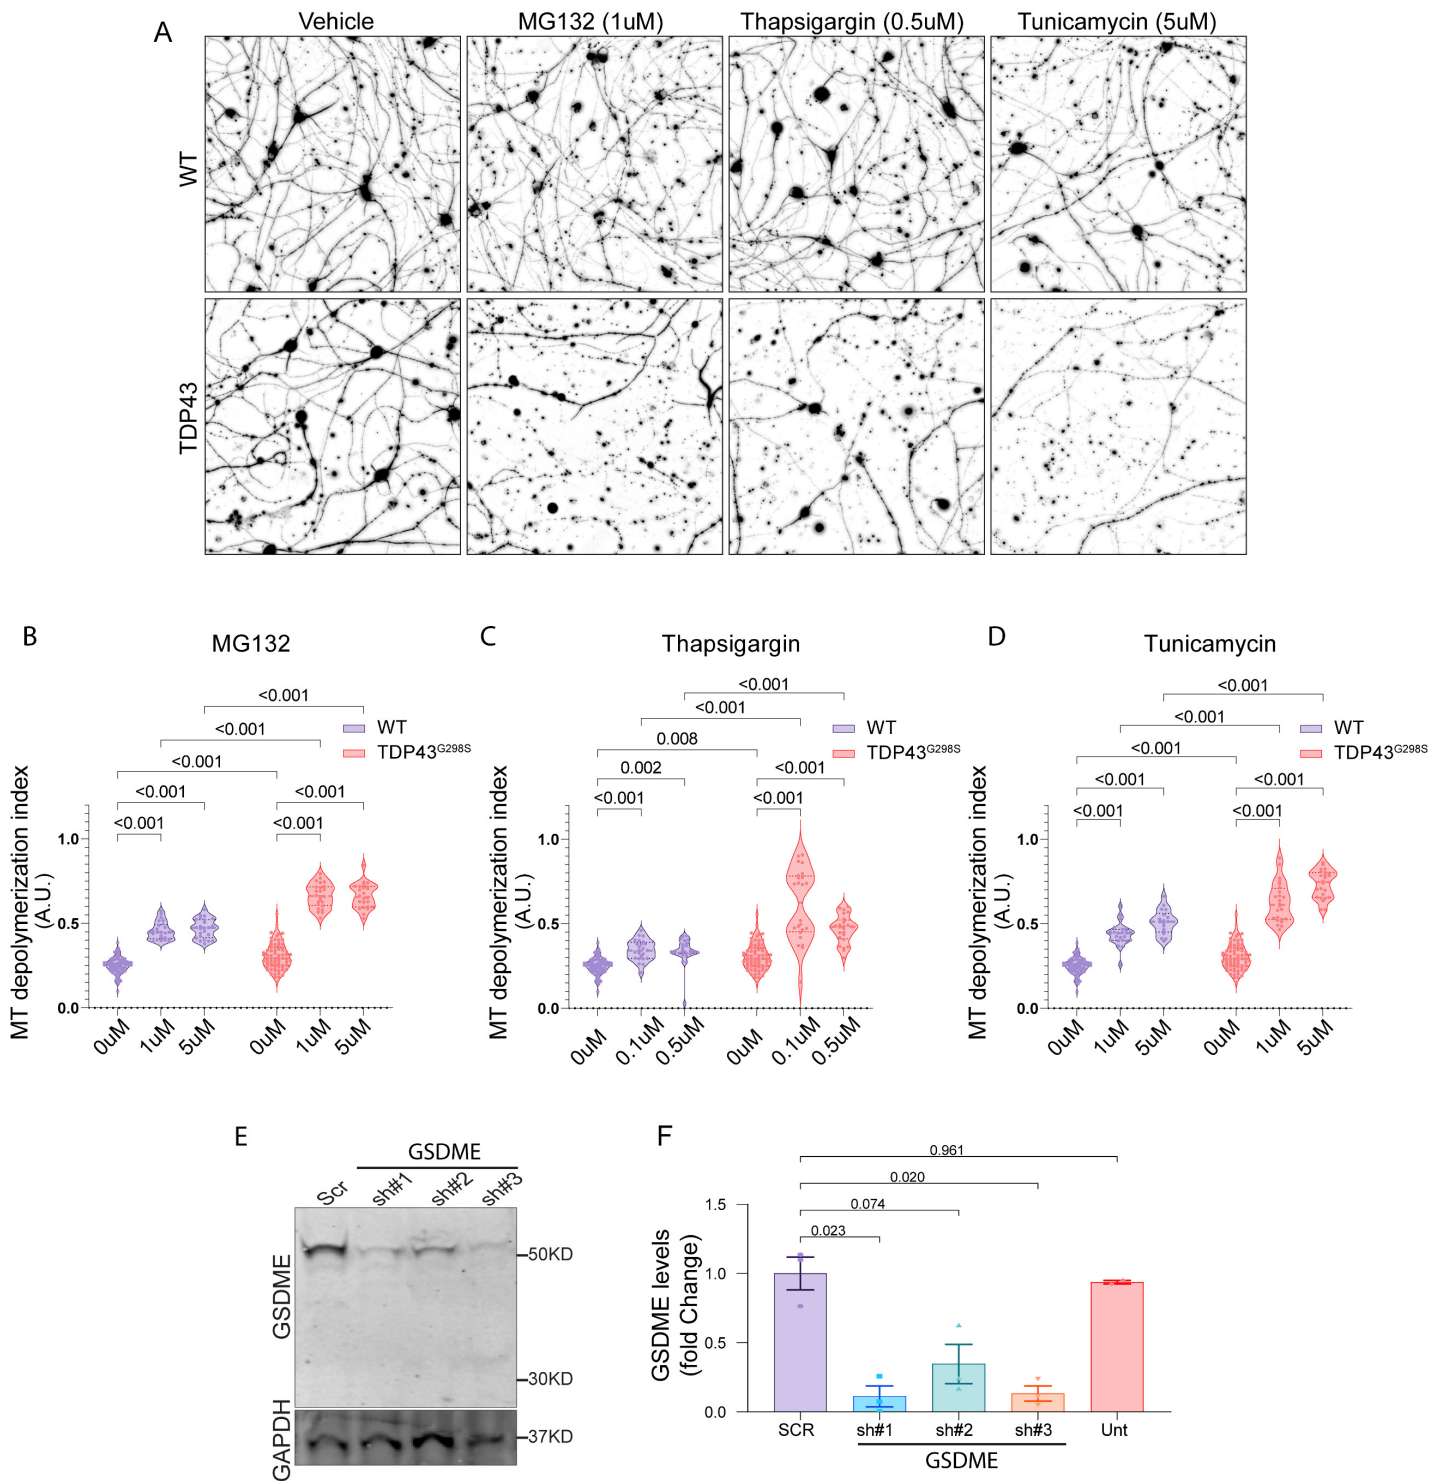 A
Vehicle
MG132 (1uM)
Thapsigargin (0.5uM)
Tunicamycin (5uM)
WT
TDP43
B
MG132
<0.001
<0.001
<0.001
<0.001
<0.001
<0.001
<0.001
WT
TDP43G298S
MT depolymerization index
(A.U.)
1.0
0.5
0.0
0uM
1uM
5uM
0uM
1uM
5uM
C
Thapsigargin
<0.001
<0.001
0.008
0.002
<0.001
<0.001
<0.001
WT
TDP43G298S
MT depolymerization index
(A.U.)
1.0
0.5
0.0
0uM
0.1uM
0.5uM
0uM
0.1uM
0.5uM
D
Tunicamycin
<0.001
<0.001
<0.001
<0.001
<0.001
<0.001
<0.001
WT
TDP43G298S
MT depolymerization index
(A.U.)
1.0
0.5
0.0
0uM
1uM
5uM
0uM
1uM
5uM
E
GSDME
Scr
sh#1
sh#2
sh#3
GSDME
50KD
30KD
GAPDH
37KD
F
0.961
0.020
0.074
0.023
GSDME levels
(fold Change)
1.5
1.0
0.5
0.0
SCR
sh#1
sh#2
sh#3
Unt
GSDME